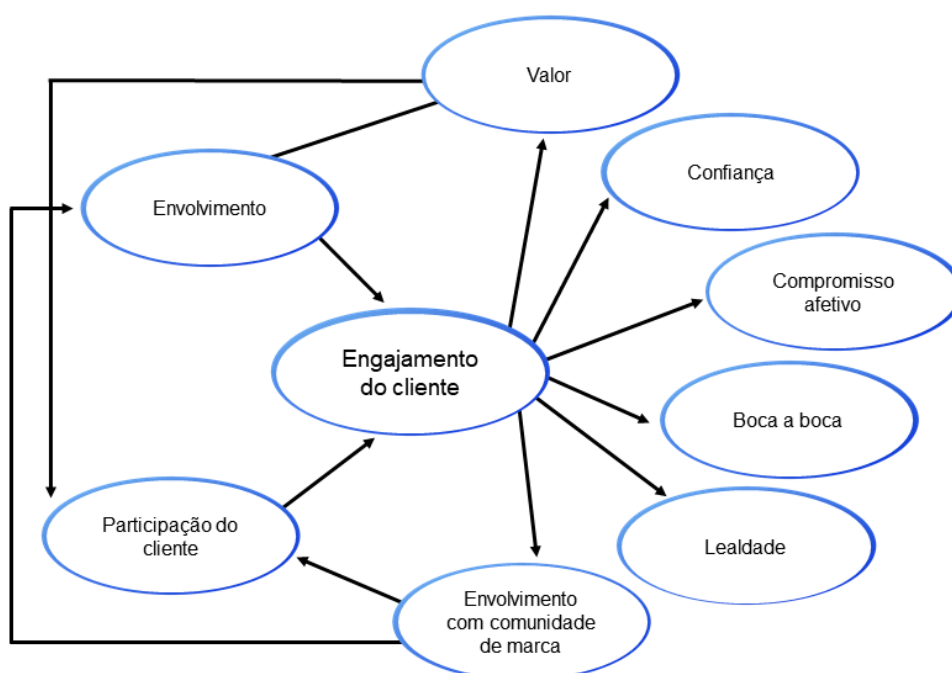 Valor
Confiança
Envolvimento
Compromisso
afetivo
Engajamento
do cliente
Boca a boca
Participação do
cliente
Lealdade
Envolvimento
com comunidade
de marca